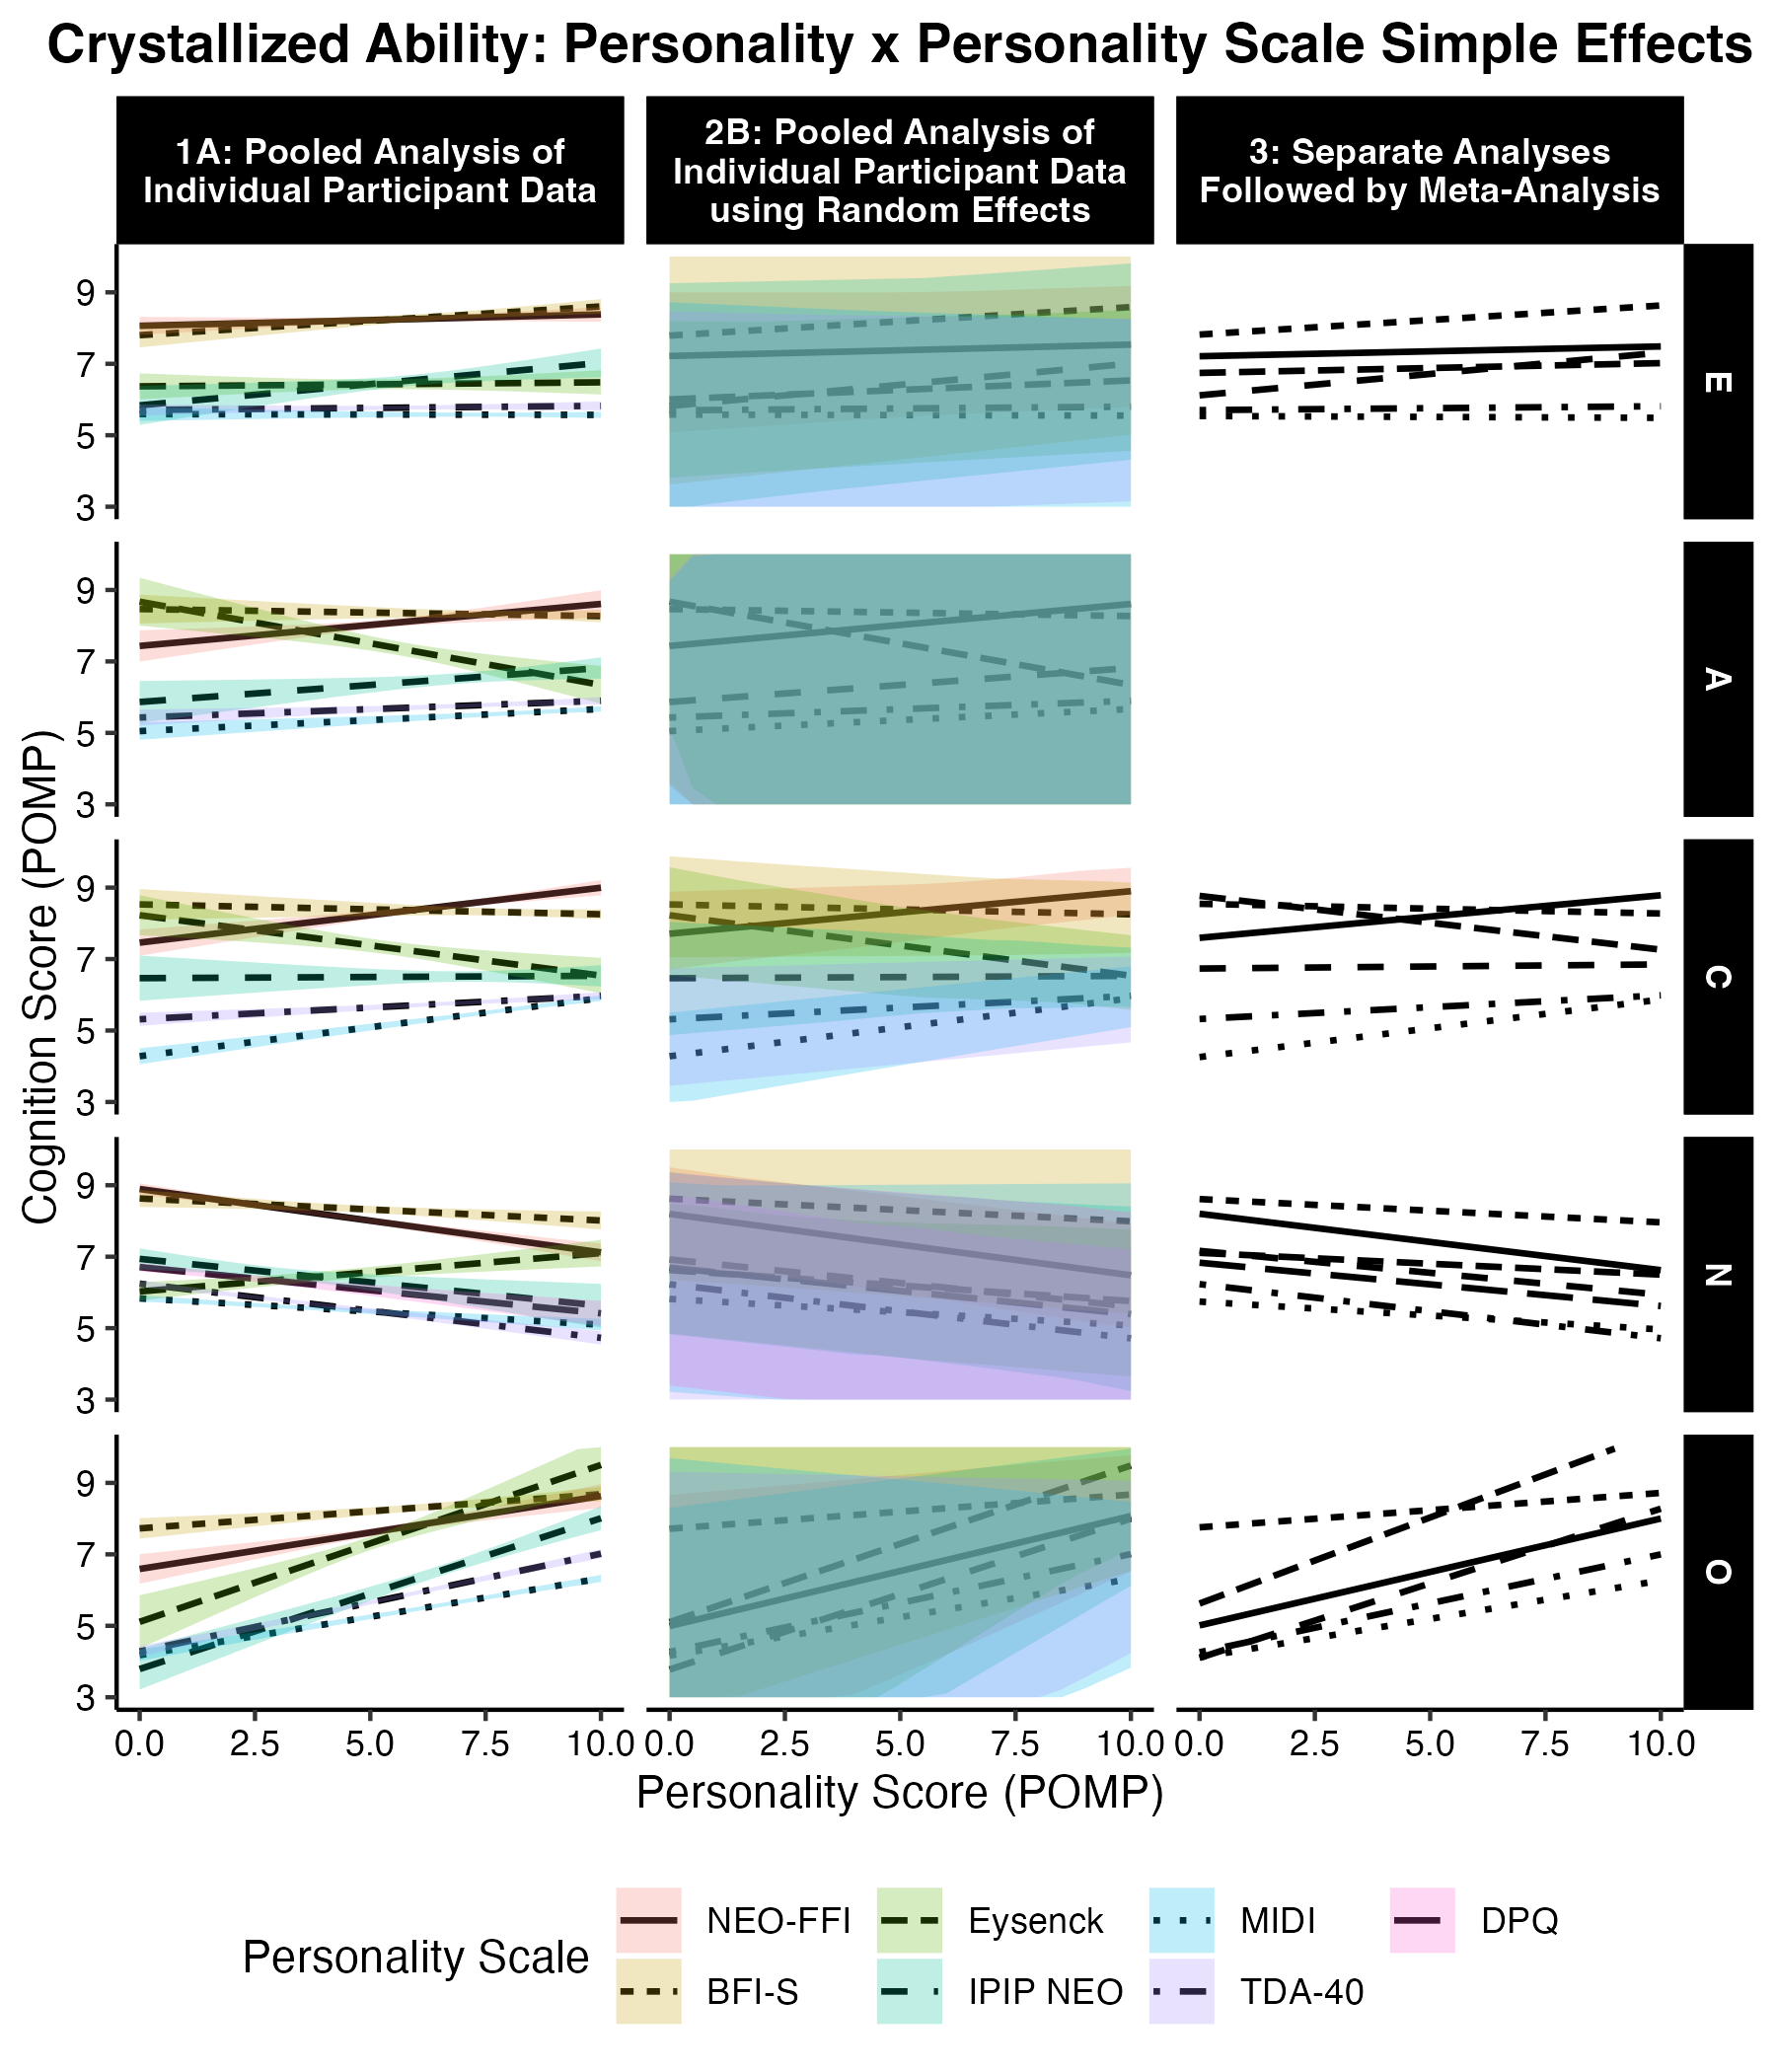 Crystallized Ability: Personality x Personality Scale Simple Effects
1A: Pooled Analysis of
Individual Participant Data
2B: Pooled Analysis of
Individual Participant Data
using Random Effects
3: Separate Analyses
Followed by Meta-Analysis
Cognition Score (POMP)
9
7
5
3
E
9
7
5
3
A
9
7
5
3
C
9
7
5
3
N
9
7
5
3
O
0.0 2.5 5.0 7.5 10.0 0.0 2.5 5.0 7.5 10.0 0.0 2.5 5.0 7.5 10.0
Personality Score (POMP)
Personality Scale
NEO-FFI Eysenck MIDI DPQ
BFI-S IPIP NEO TDA-40